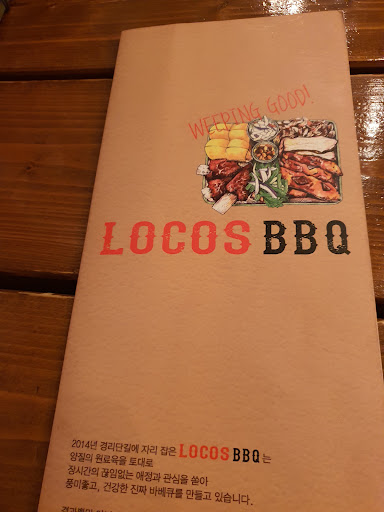 WEEPING GOOD!
LOCOS BBQ
2014년 경리단길에 자리 잡은 LOCOS BBQ는
양질의 원료육을 토대로
장시간의 끊임없는 애정과 관심을 쏟아
풍미좋고, 건강한 진짜 바베큐를 만들고 있습니다.